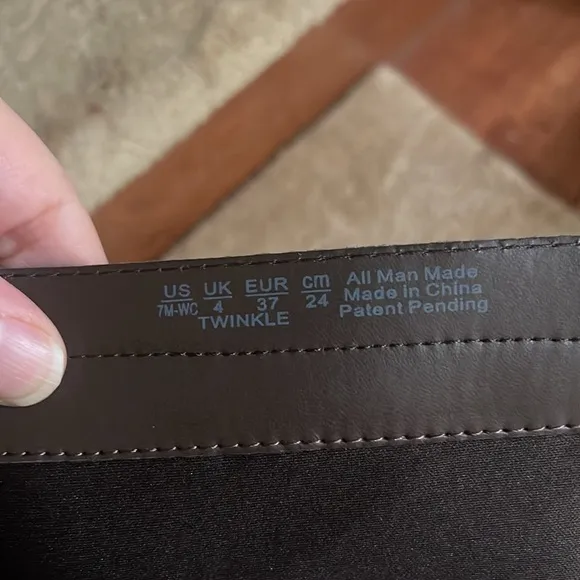 US UK EUR cm
7M-WC 4 37 24
TWINKLE
All Man Made
Made in China
Patent Pending